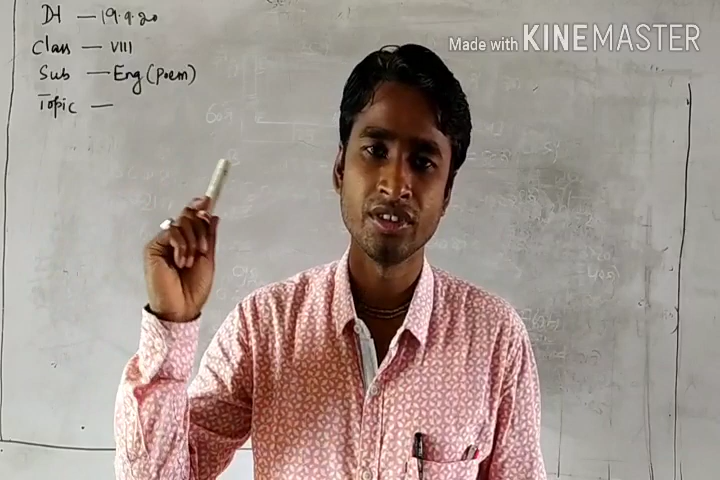 Dt — 19.9.20
Class — VIII
Sub — Eng (Poem)
Topic —
Made with KINEMASTER